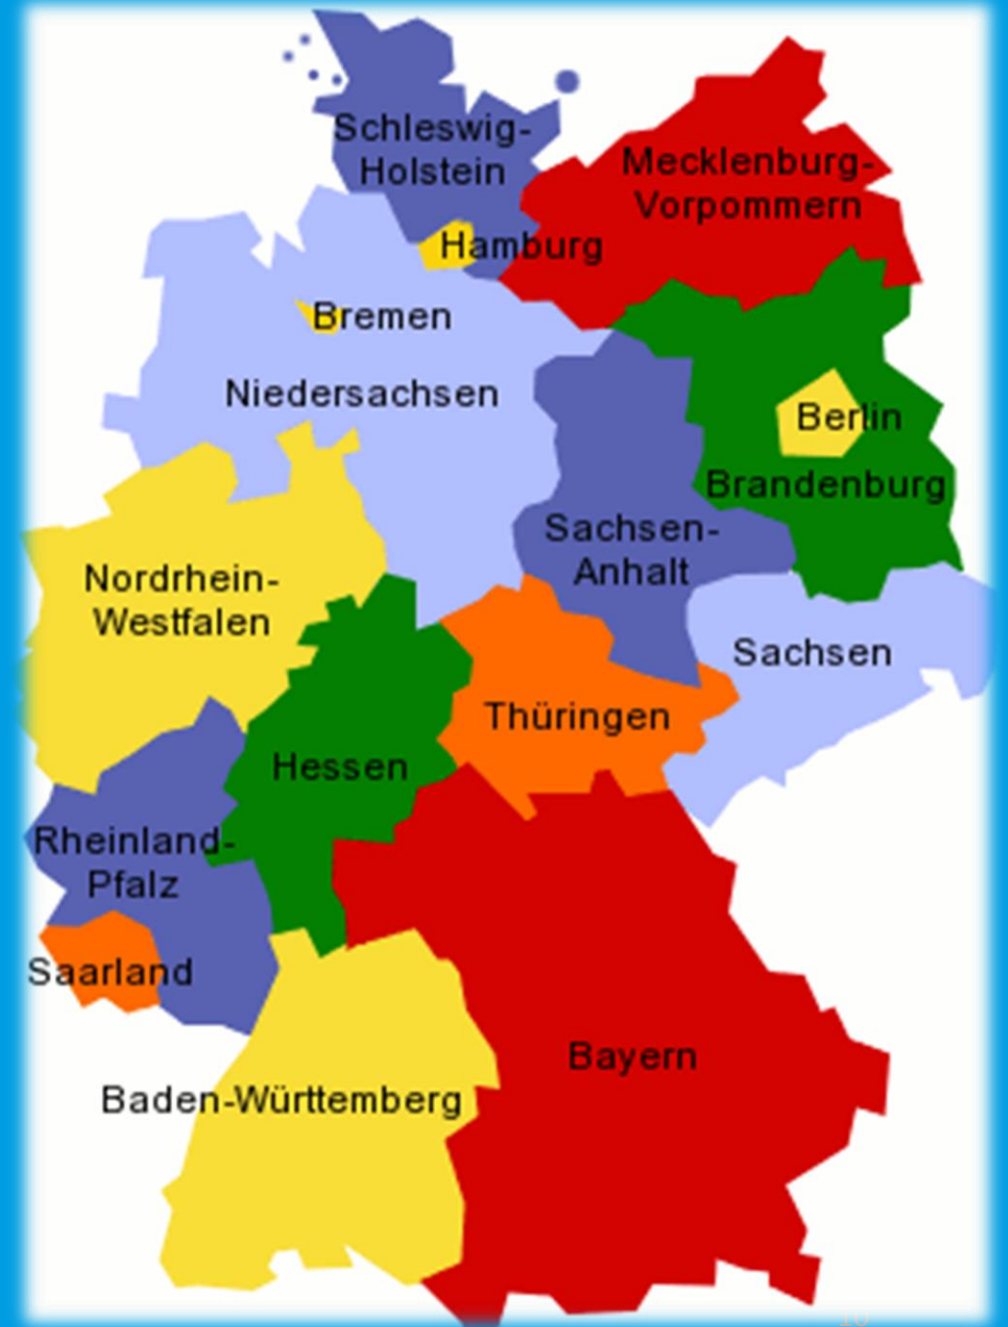 Schleswig-
Holstein
Mecklenburg-
Vorpommern
Hamburg
Bremen
Niedersachsen
Berlin
Brandenburg
Sachsen-
Anhalt
Nordrhein-
Westfalen
Sachsen
Thüringen
Hessen
Rheinland-
Pfalz
Saarland
Bayern
Baden-Württemberg